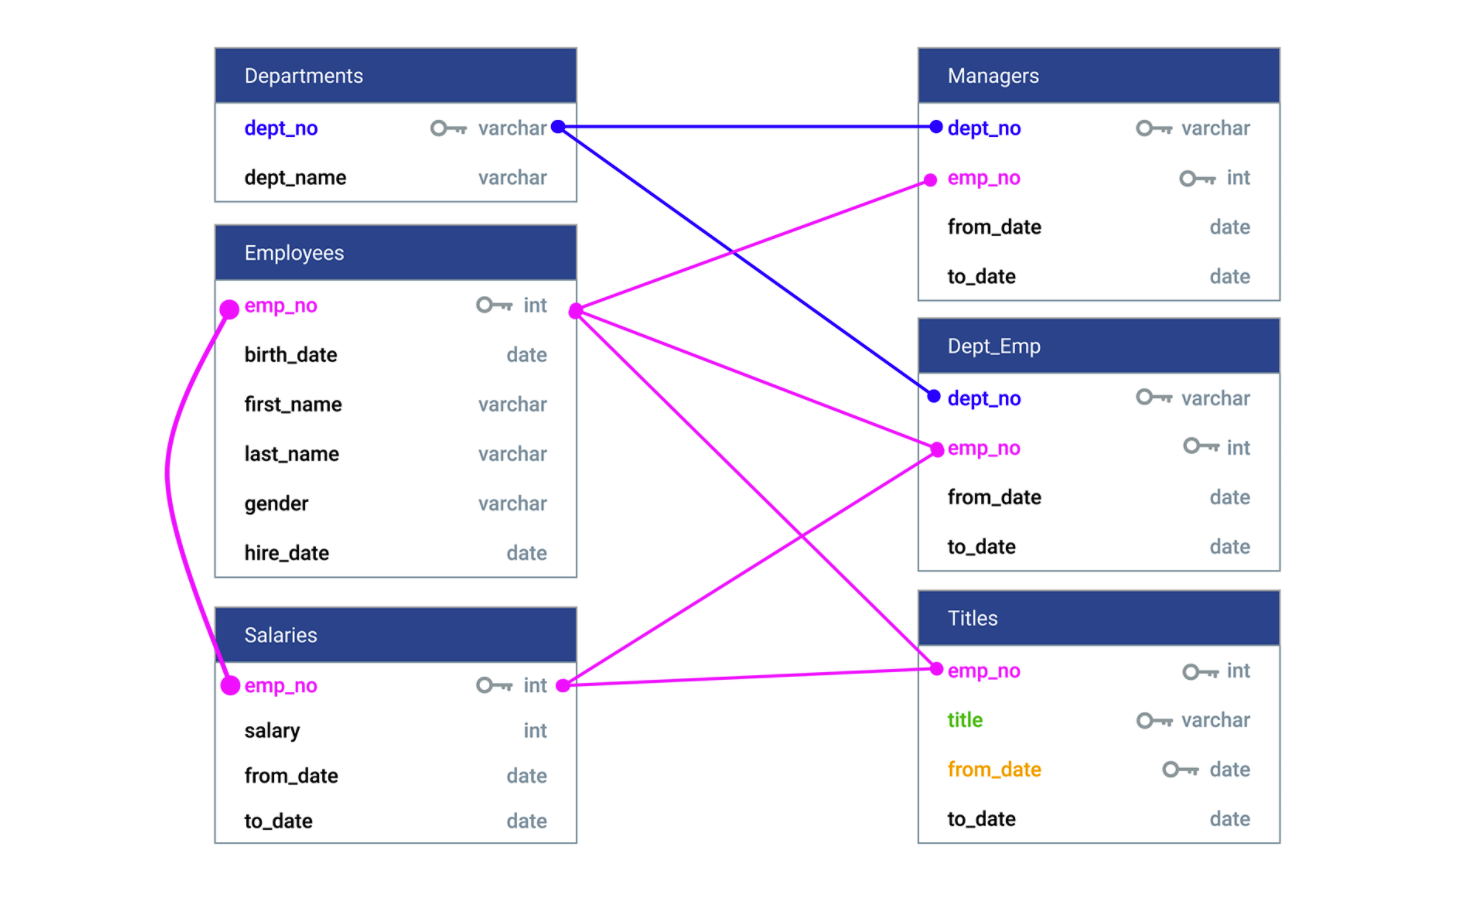 Departments
dept_no varchar
dept_name varchar
Employees
emp_no int
birth_date date
first_name varchar
last_name varchar
gender varchar
hire_date date
Salaries
emp_no int
salary int
from_date date
to_date date
Managers
dept_no varchar
emp_no int
from_date date
to_date date
Dept_Emp
dept_no varchar
emp_no int
from_date date
to_date date
Titles
emp_no int
title varchar
from_date date
to_date date